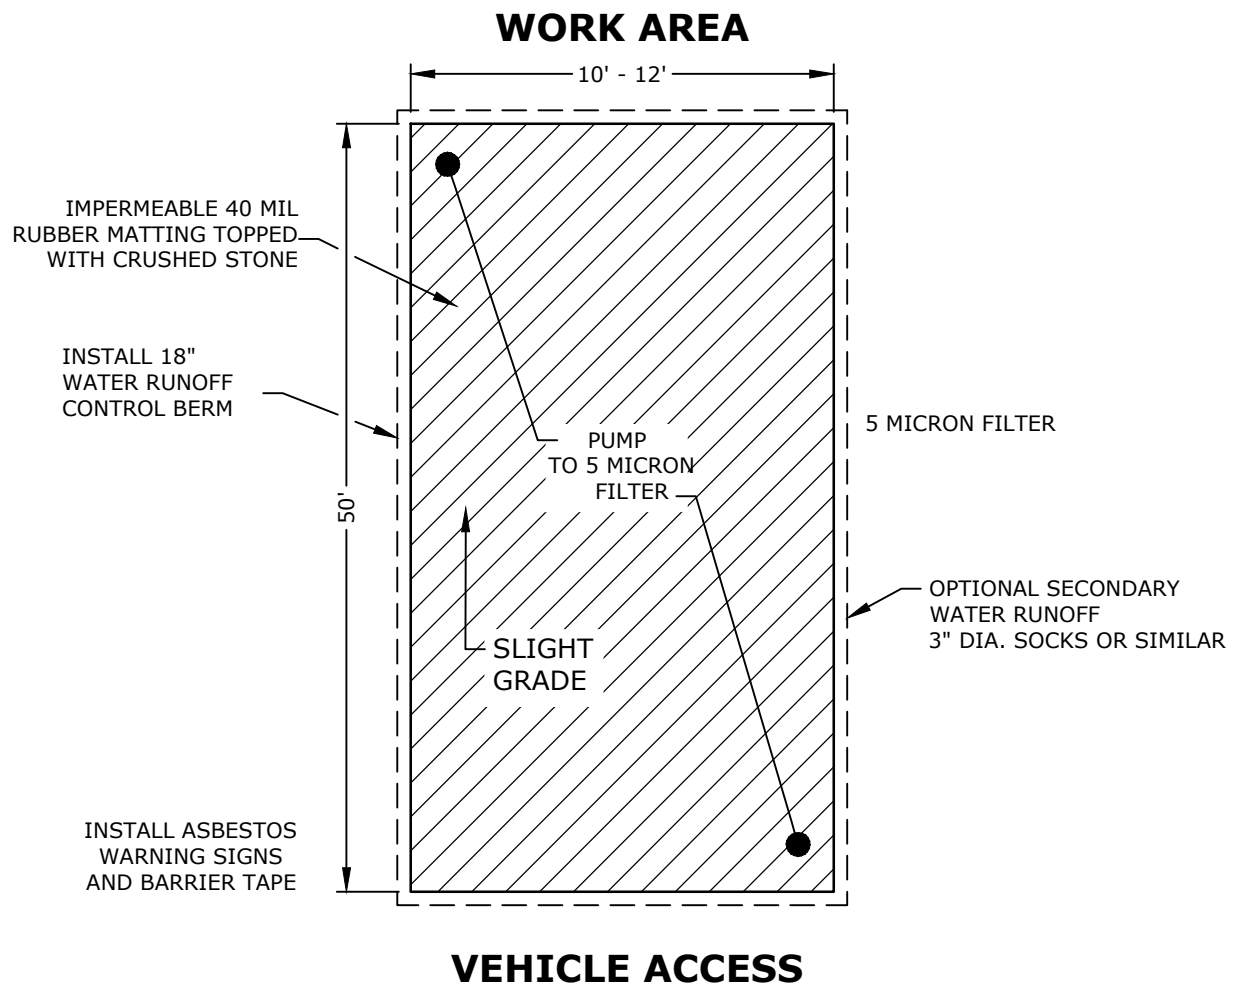 WORK AREA
10' - 12'
IMPERMEABLE 40 MIL
RUBBER MATTING TOPPED
WITH CRUSHED STONE
INSTALL 18"
WATER RUNOFF
CONTROL BERM
5 MICRON FILTER
PUMP
TO 5 MICRON
FILTER
50'
OPTIONAL SECONDARY
WATER RUNOFF
3" DIA. SOCKS OR SIMILAR
SLIGHT
GRADE
INSTALL ASBESTOS
WARNING SIGNS
AND BARRIER TAPE
VEHICLE ACCESS